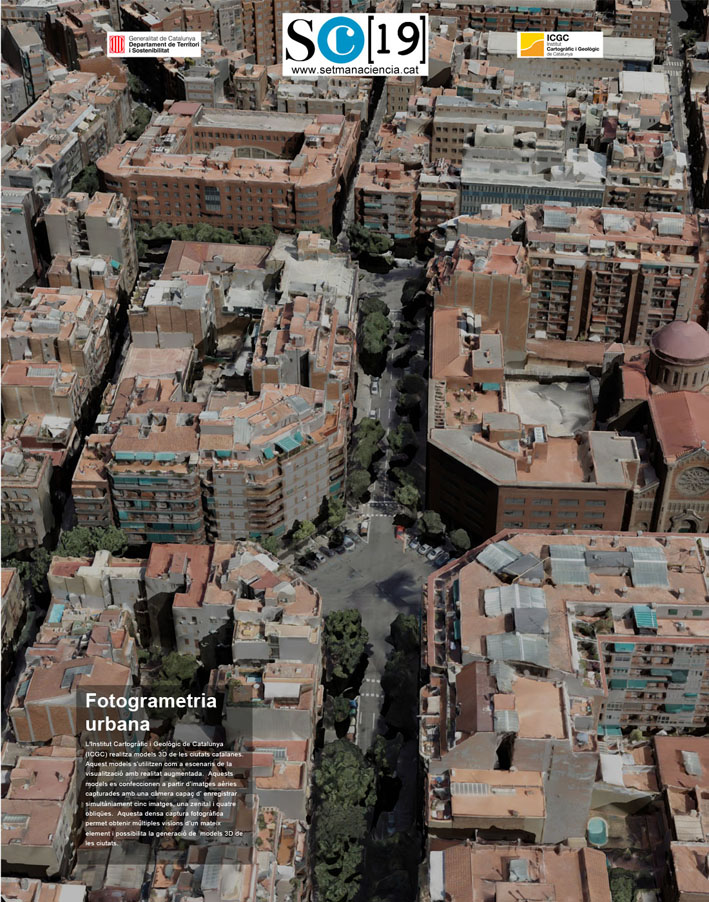 Generalitat de Catalunya
Departament de Territori
i Sostenibilitat
SC[19]
www.setmanaciencia.cat
ICGC
Institut
Cartogràfic i Geològic
de Catalunya
Fotogrametria
urbana
L'Institut Cartogràfic i Geològic de Catalunya
(ICGC) realitza models 3D de les ciutats catalanes.
Aquest models s'utilitzen com a escenaris de la
visualització amb realitat augmentada. Aquests
models es confeccionen a partir d'imatges aèries
capturades amb una càmera capaç d' enregistrar
simultàniament cinc imatges, una zenital i quatre
obliqües. Aquesta densa captura fotogràfica
permet obtenir múltiples visions d'un mateix
element i possibilita la generació de models 3D de
les ciutats.